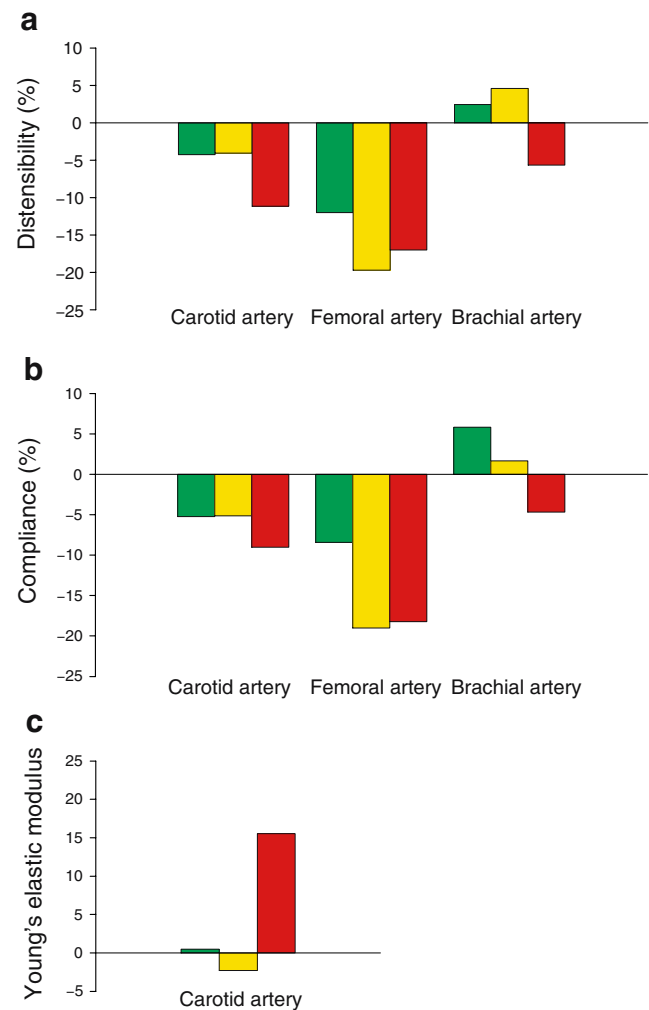 a
10
5
0
−5
−10
−15
−20
−25
Distensibility (%)
Carotid artery Femoral artery Brachial artery
b
10
5
0
−5
−10
−15
−20
−25
Compliance (%)
Carotid artery Femoral artery Brachial artery
c
25
20
15
10
5
0
−5
Young's elastic modulus
Carotid artery